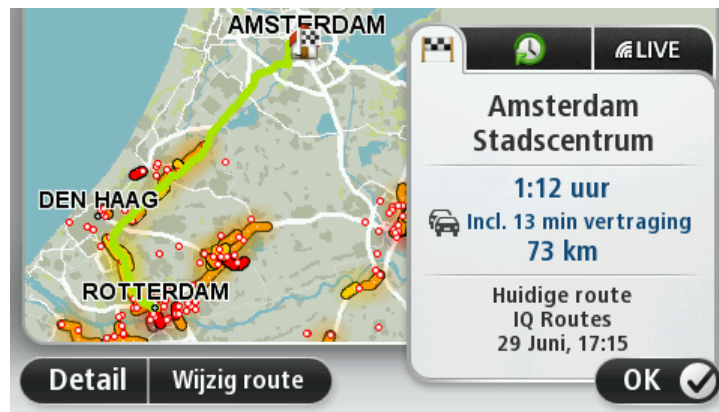 AMSTERDAM
DEN HAAG
ROTTERDAM
LIVE
Amsterdam
Stadscentrum
1:12 uur
Incl. 13 min vertraging
73 km
Huidige route
IQ Routes
29 Juni, 17:15
Detail
Wijzig route
OK